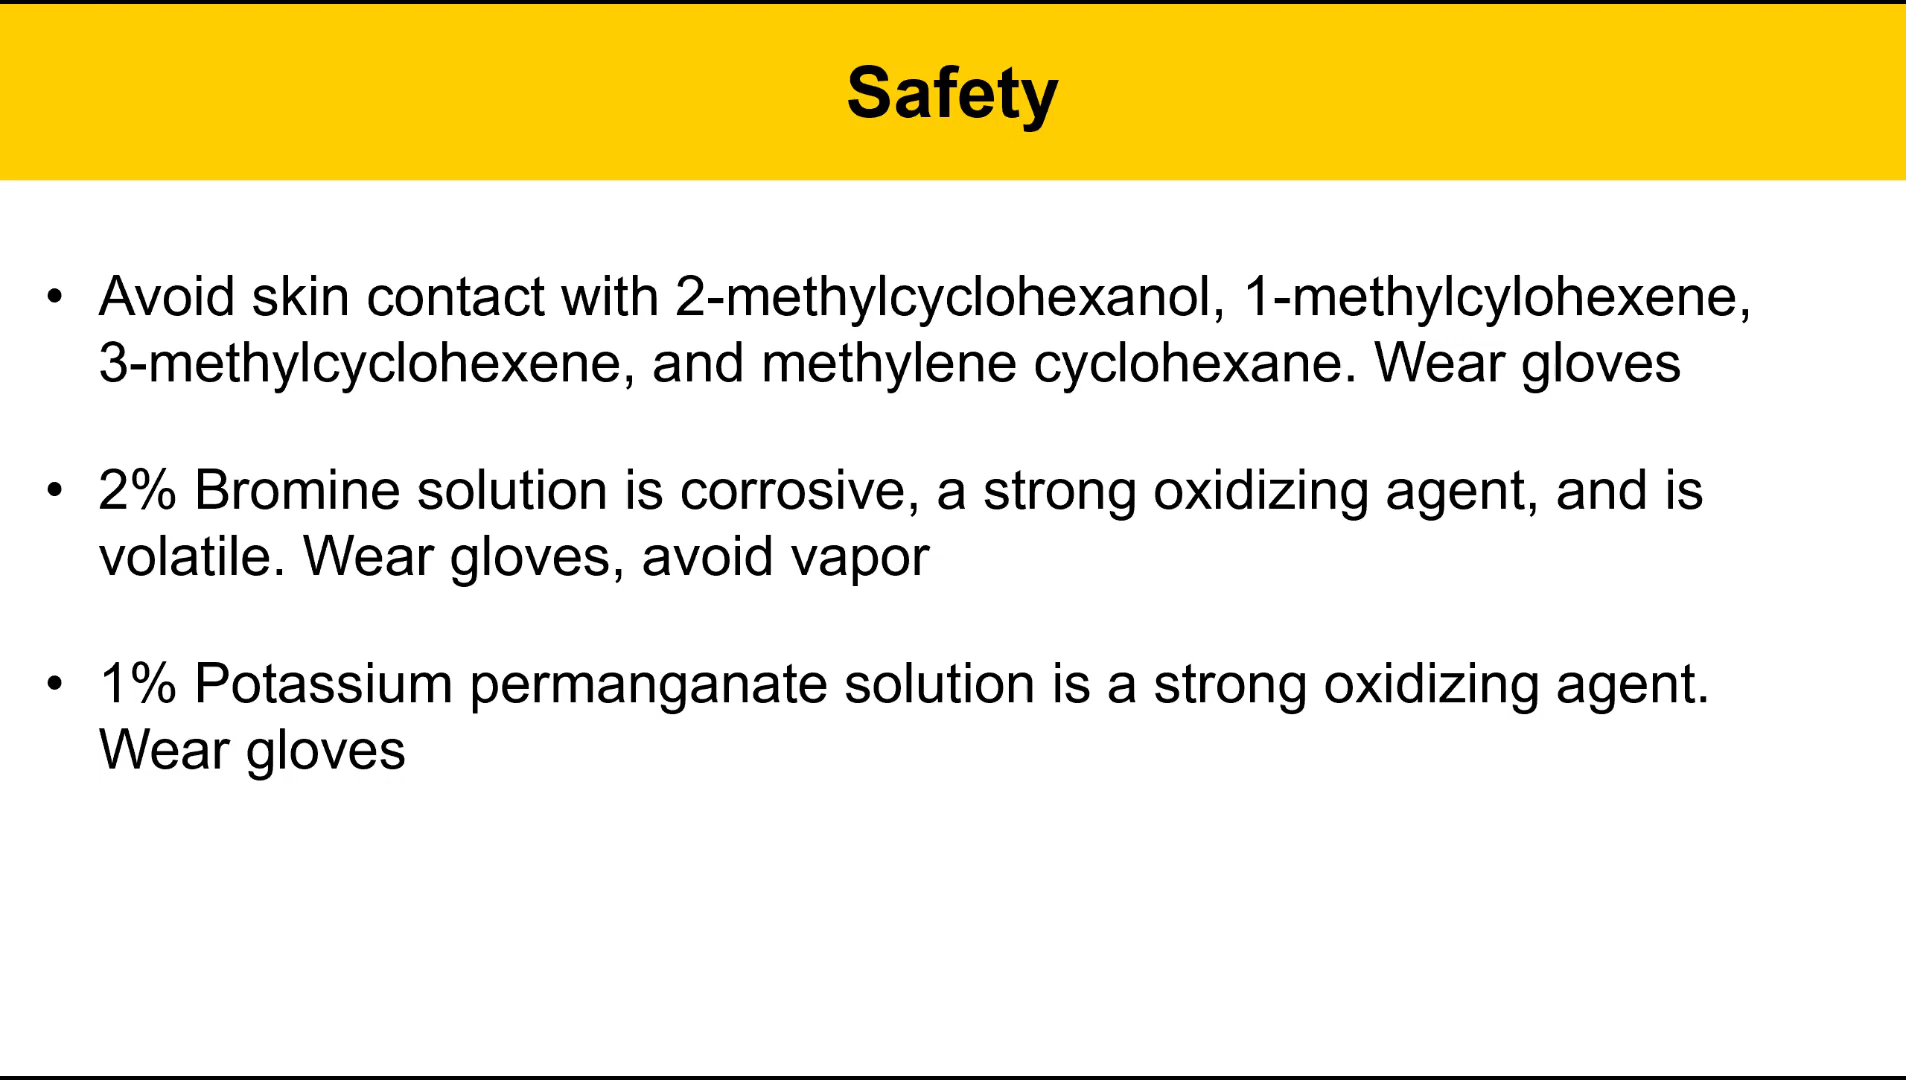 Safety
• Avoid skin contact with 2-methylcyclohexanol, 1-methylcylohexene,
3-methylcyclohexene, and methylene cyclohexane. Wear gloves
• 2% Bromine solution is corrosive, a strong oxidizing agent, and is
volatile. Wear gloves, avoid vapor
• 1% Potassium permanganate solution is a strong oxidizing agent.
Wear gloves